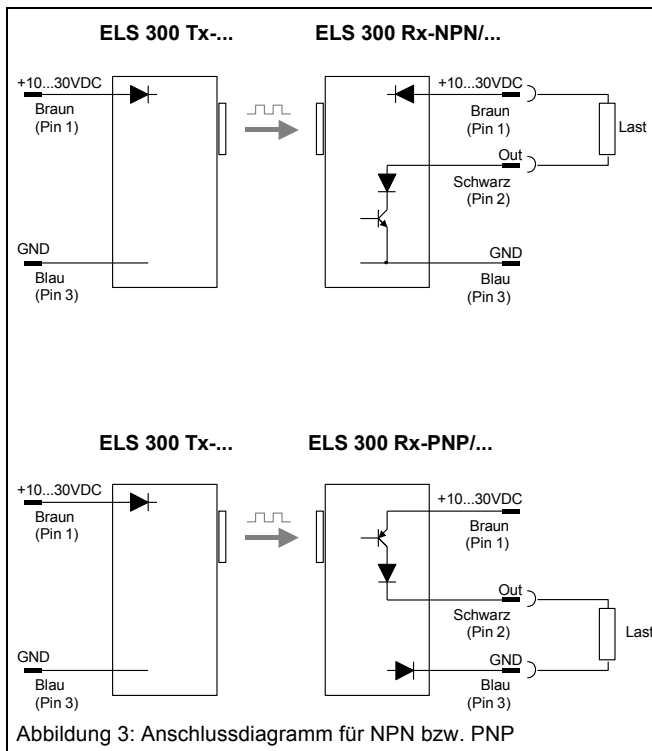 ELS 300 Tx-...
ELS 300 Rx-NPN/...
+10...30VDC
Braun
(Pin 1)
GND
Blau
(Pin 3)
+10...30VDC
Braun
(Pin 1)
Out
Schwarz
(Pin 2)
GND
Blau
(Pin 3)
Last
ELS 300 Tx-...
ELS 300 Rx-PNP/...
+10...30VDC
Braun
(Pin 1)
GND
Blau
(Pin 3)
+10...30VDC
Braun
(Pin 1)
Out
Schwarz
(Pin 2)
GND
Blau
(Pin 3)
Last
Abbildung 3: Anschlussdiagramm für NPN bzw. PNP